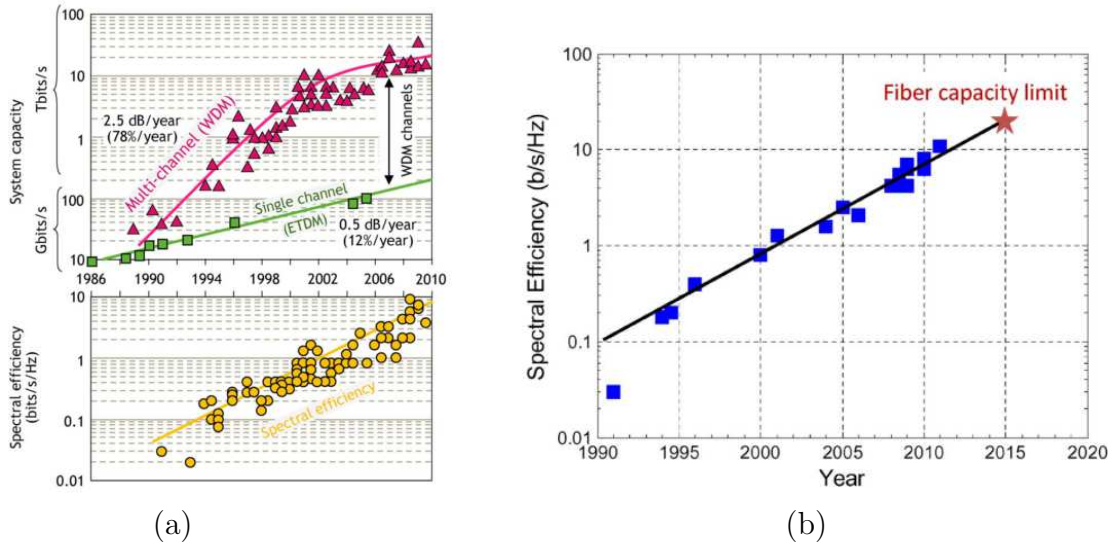 System capacity
Tbits/s
Gbits/s
100
10
1
100
10
2.5 dB/year
(78%/year)
Multi-channel (WDM)
WDM channels
Single channel
(ETDM)
0.5 dB/year
(12%/year)
1986
1990
1994
1998
2002
2006
2010
Spectral efficiency
(bits/s/Hz)
10
1
0.1
0.01
Spectral efficiency
(a)
Spectral Efficiency (b/s/Hz)
100
10
1
0.1
0.01
Fiber capacity limit
1990
1995
2000
2005
2010
2015
2020
Year
(b)